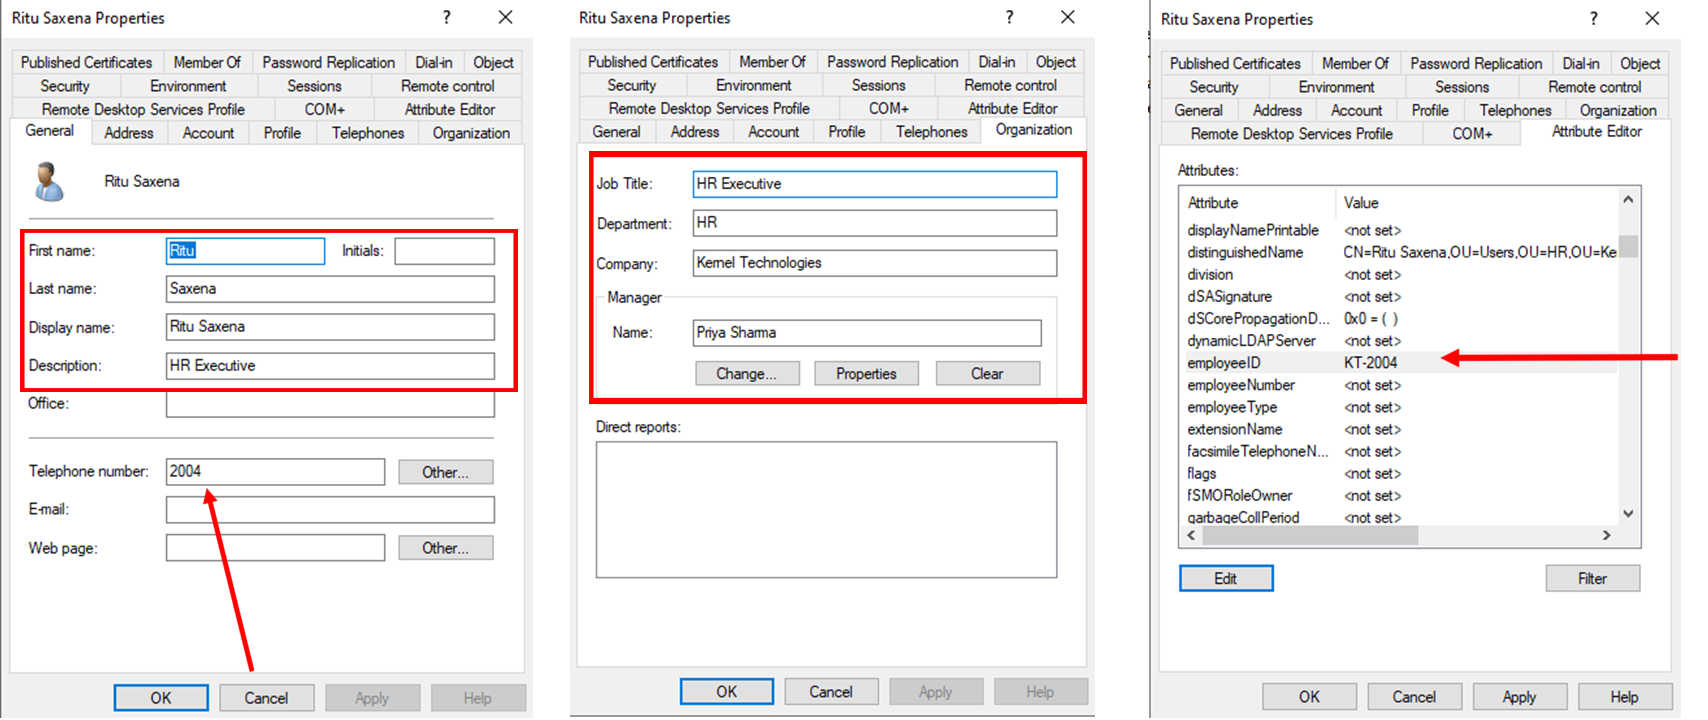 Ritu Saxena Properties ? X
Published Certificates Member Of Password Replication Dial-in Object
Security Environment Sessions Remote control
Remote Desktop Services Profile COM+ Attribute Editor
General Address Account Profile Telephones Organization
Ritu Saxena
First name: Ritu Initials:
Last name: Saxena
Display name: Ritu Saxena
Description: HR Executive
Office:
Telephone number: 2004 Other...
E-mail:
Web page: Other...
OK Cancel Apply Help
Ritu Saxena Properties ? X
Published Certificates Member Of Password Replication Dial-in Object
Security Environment Sessions Remote control
Remote Desktop Services Profile COM+ Attribute Editor
General Address Account Profile Telephones Organization
Job Title: HR Executive
Department: HR
Company: Kernel Technologies
Manager
Name: Priya Sharma
Change... Properties Clear
Direct reports:
OK Cancel Apply Help
Ritu Saxena Properties ? X
Published Certificates Member Of Password Replication Dial-in Object
Security Environment Sessions Remote control
General Address Account Profile Telephones Organization
Remote Desktop Services Profile COM+ Attribute Editor
Attributes:
Attribute Value
displayNamePrintable <not set>
distinguishedName CN=Ritu Saxena,OU=Users,OU=HR,OU=Ke
division <not set>
dSASignature <not set>
dSCorePropagationD... 0x0 = ( )
dynamicLDAPServer <not set>
employeeID KT-2004
employeeNumber <not set>
employeeType <not set>
extensionName <not set>
facsimileTelephoneN... <not set>
flags <not set>
fSMORoleOwner <not set>
garbageCollPeriod <not set>
Edit Filter
OK Cancel Apply Help